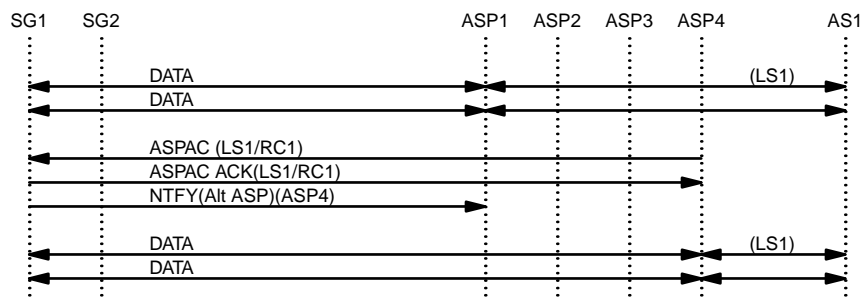 SG1 SG2 ASP1 ASP2 ASP3 ASP4 AS1
DATA (LS1)
DATA
ASPAC (LS1/RC1)
ASPAC ACK(LS1/RC1)
NTFY(Alt ASP)(ASP4)
DATA (LS1)
DATA